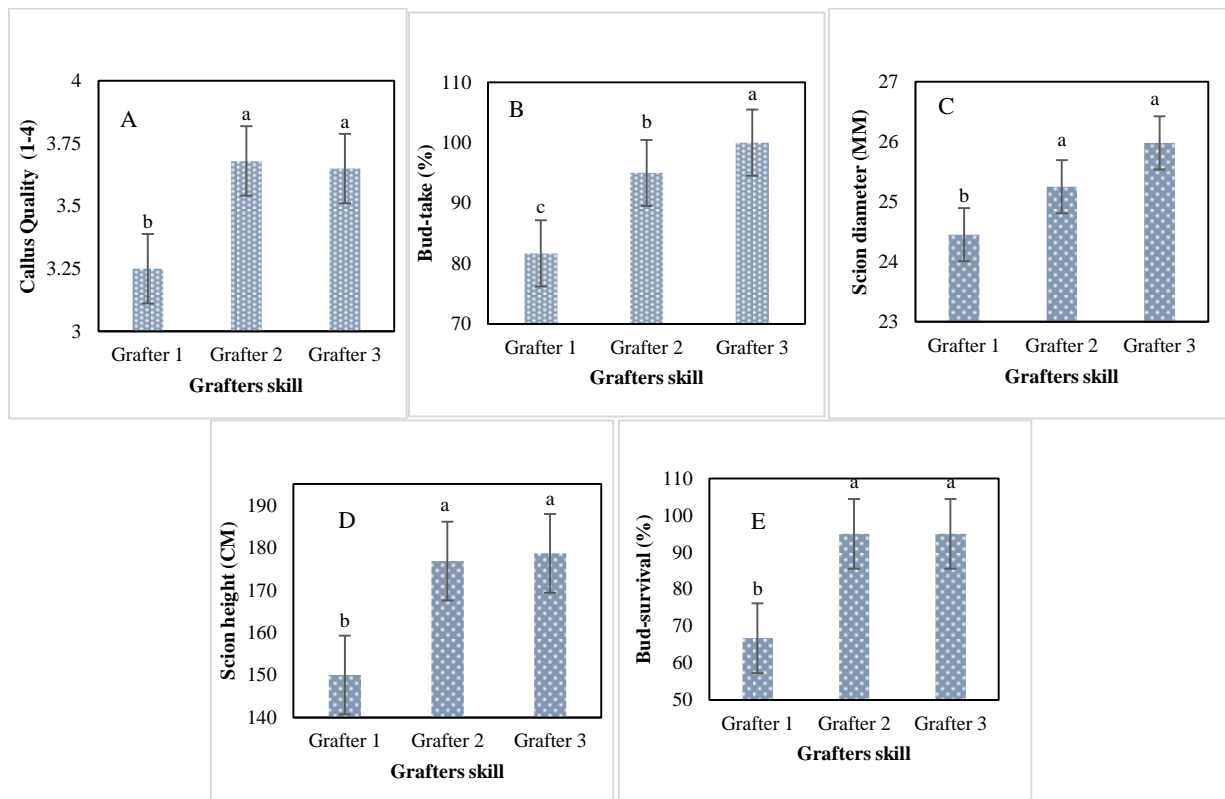 A
Callus Quality (1-4)
4
3.75
3.5
3.25
3
b
a
a
Grafter 1 Grafter 2 Grafter 3
Grafters skill
B
Bud-take (%)
110
100
90
80
70
c
b
a
Grafter 1 Grafter 2 Grafter 3
Grafters skill
C
Scion diameter (MM)
27
26
25
24
23
b
a
a
Grafter 1 Grafter 2 Grafter 3
Grafters skill
D
Scion height (CM)
190
180
170
160
150
140
b
a
a
Grafter 1 Grafter 2 Grafter 3
Grafters skill
E
Bud-survival (%)
110
100
90
80
70
60
50
b
a
a
Grafter 1 Grafter 2 Grafter 3
Grafters skill